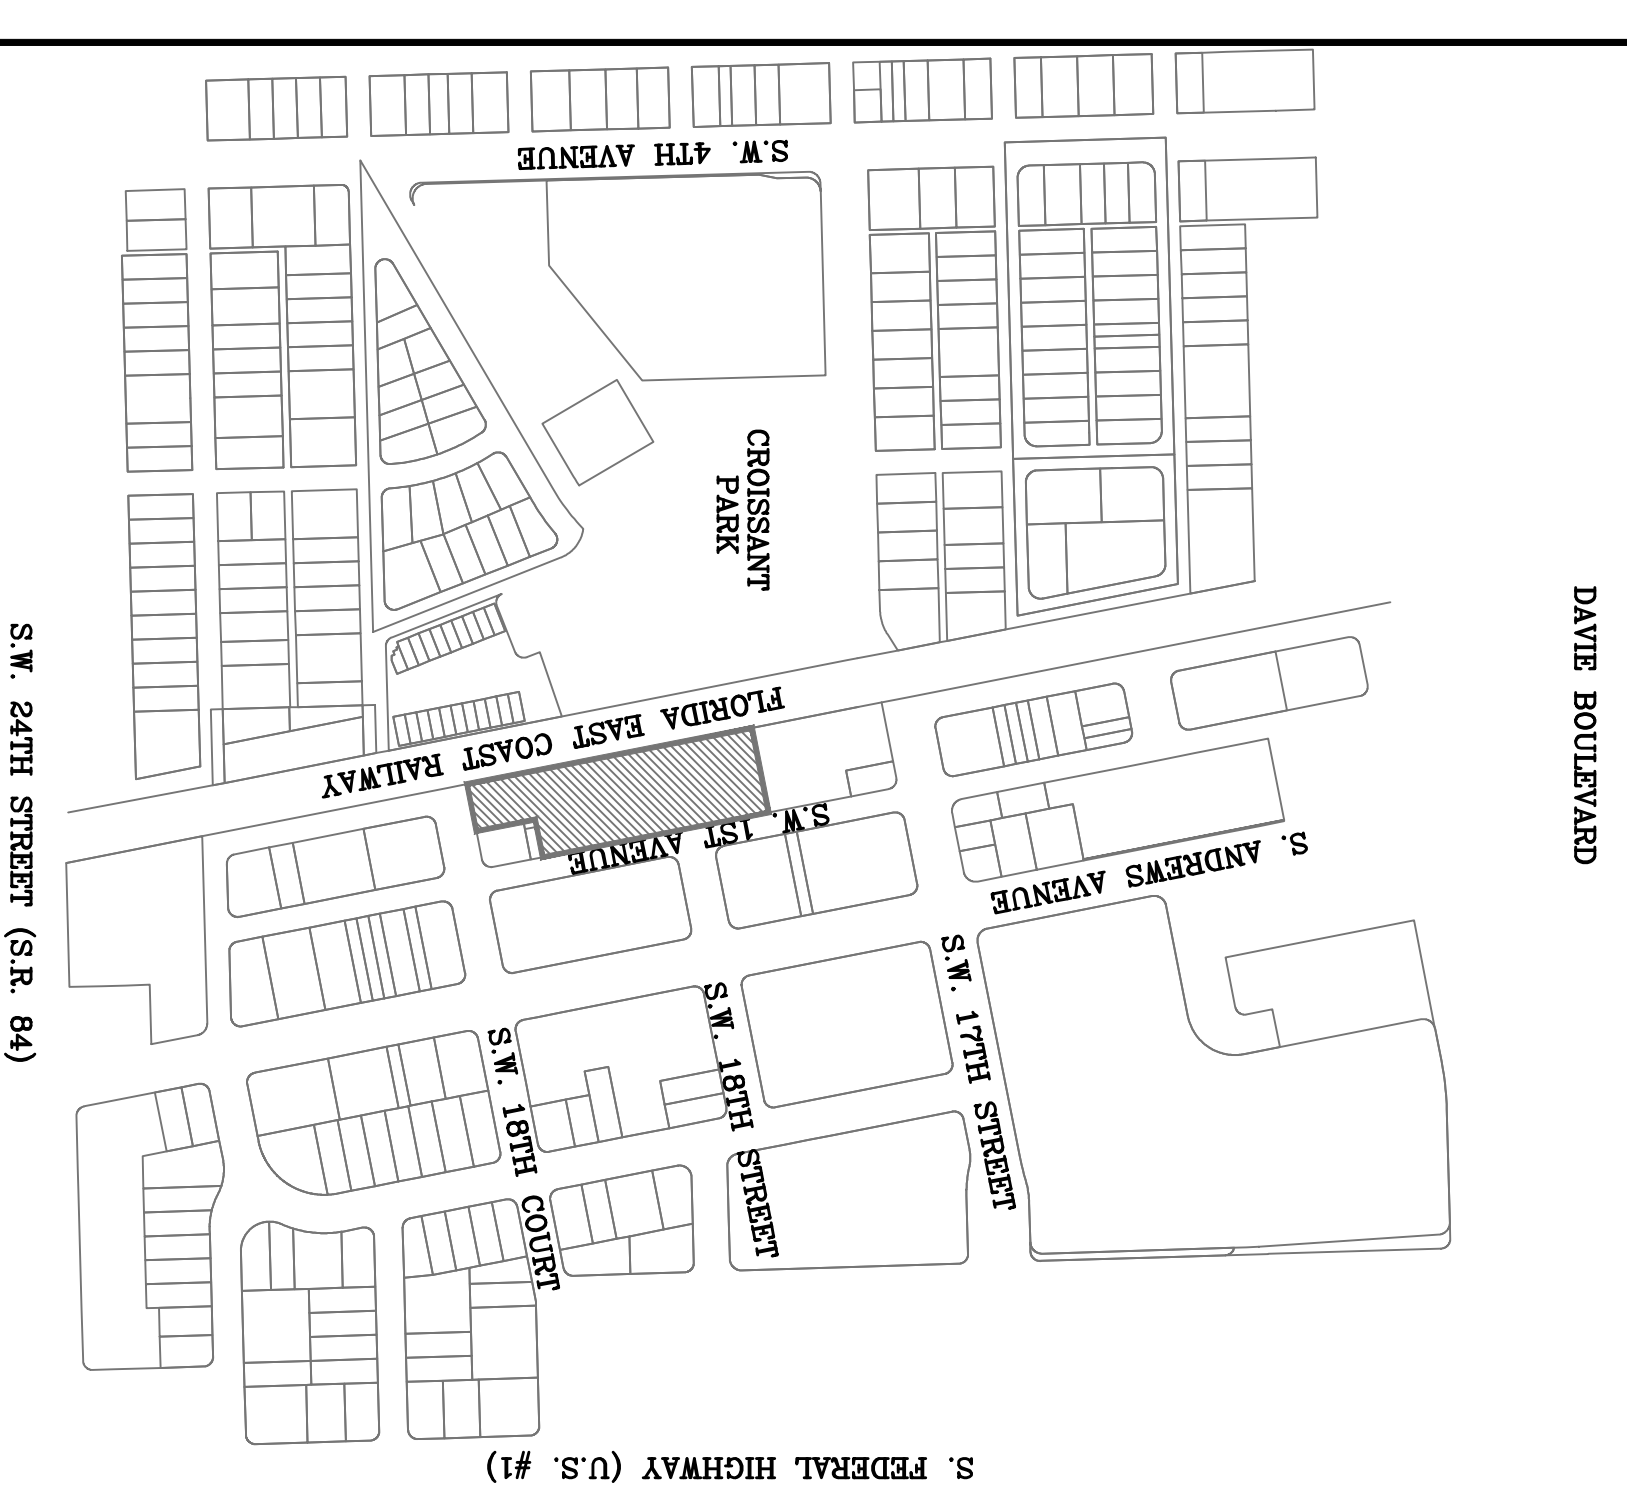 S.W. 4TH AVENUE
CROISSANT
PARK
DAVIE BOULEVARD
S.W. 24TH STREET (S.R. 84)
FLORIDA EAST COAST RAILWAY
S.W. 1ST AVENUE
S. ANDREWS AVENUE
S.W. 17TH STREET
S.W. 18TH STREET
S.W. 18TH COURT
S. FEDERAL HIGHWAY (U.S. #1)